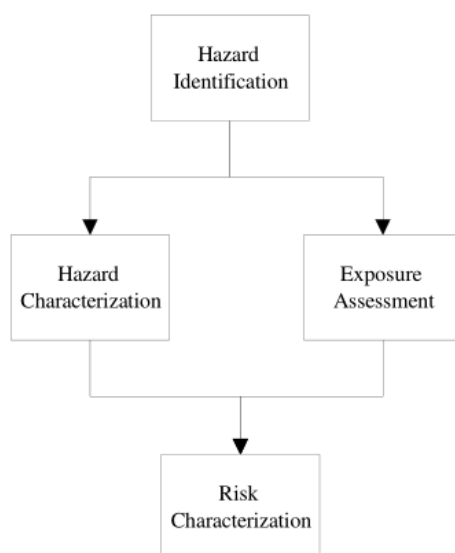 Hazard
Identification
Hazard
Characterization
Exposure
Assessment
Risk
Characterization